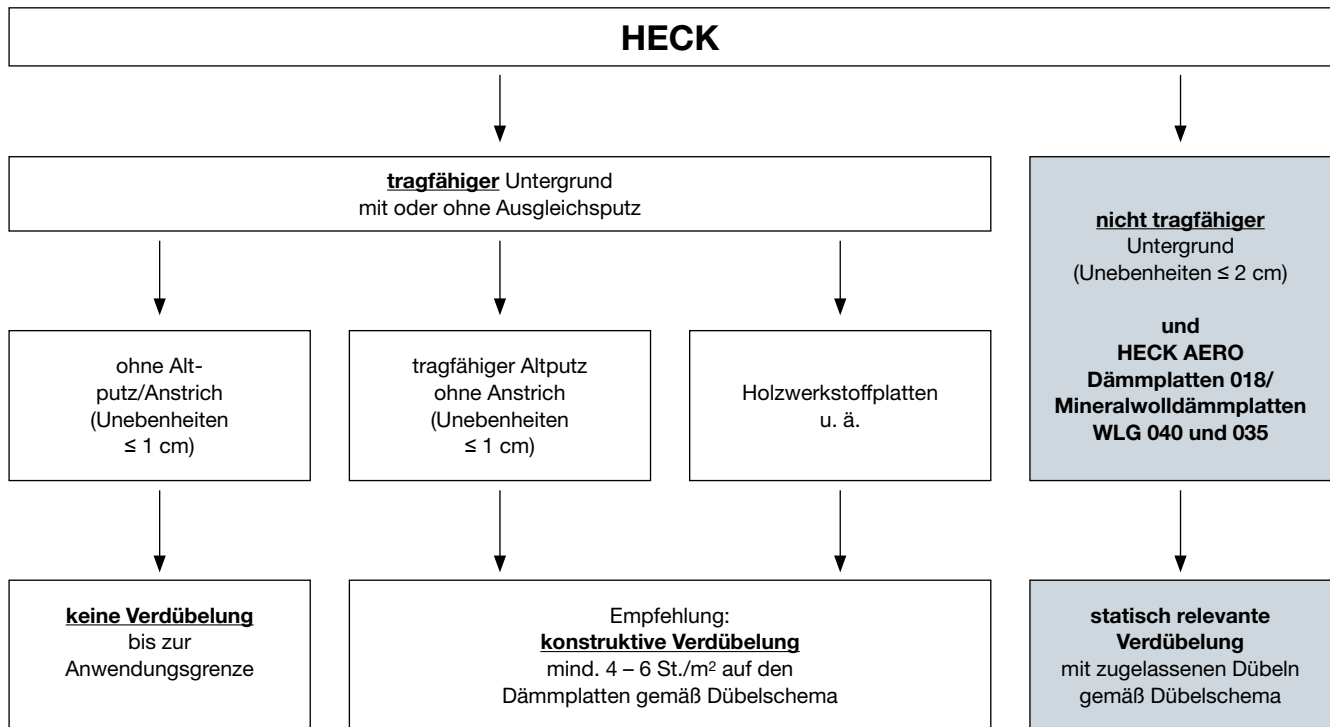 HECK
tragfähiger Untergrund
mit oder ohne Ausgleichsputz
nicht tragfähiger
Untergrund
(Unebenheiten ≤ 2 cm)
und
HECK AERO
Dämmplatten 018/
Mineralwolldämmplatten
WLG 040 und 035
ohne Alt-
putz/Anstrich
(Unebenheiten
≤ 1 cm)
tragfähiger Altputz
ohne Anstrich
(Unebenheiten
≤ 1 cm)
Holzwerkstoffplatten
u. ä.
keine Verdübelung
bis zur
Anwendungsgrenze
Empfehlung:
konstruktive Verdübelung
mind. 4 – 6 St./m² auf den
Dämmplatten gemäß Dübelschema
statisch relevante
Verdübelung
mit zugelassenen Dübeln
gemäß Dübelschema